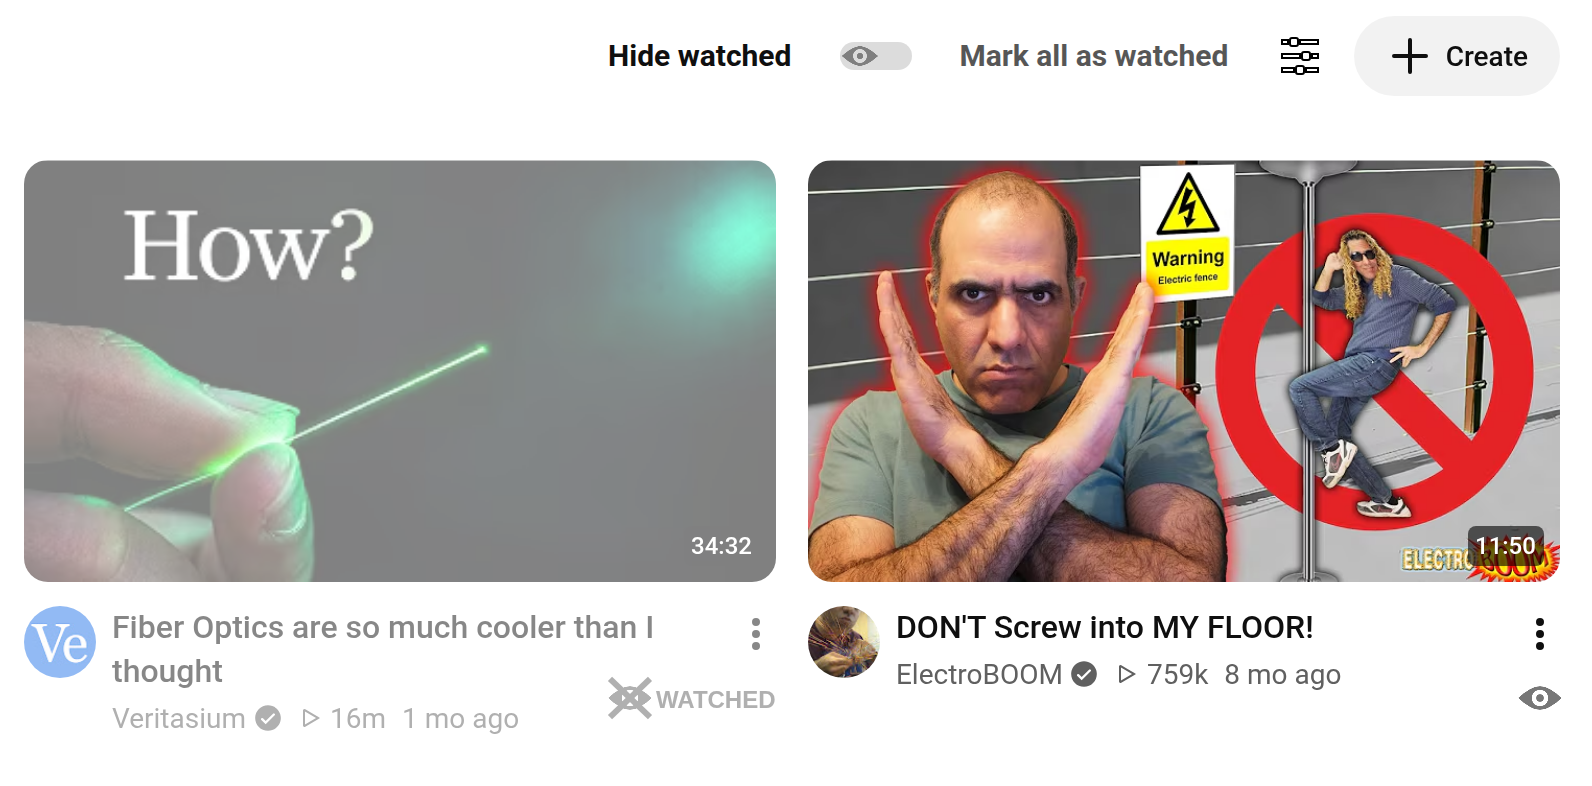 Hide watched
Mark all as watched
Create
How?
34:32
Warning
Electric fence
ELECTROBOOM
11:50
Ve
Fiber Optics are so much cooler than I
thought
WATCHED
Veritasium 16m 1 mo ago
DON'T Screw into MY FLOOR!
ElectroBOOM 759k 8 mo ago